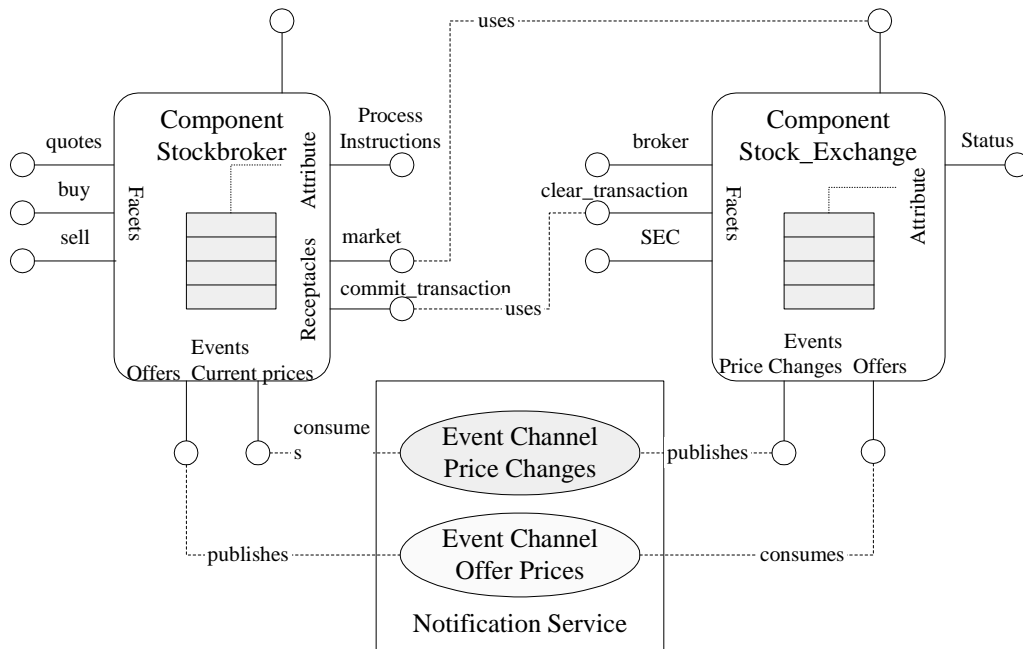 uses
Component
Stockbroker
Process
Instructions
Attribute
quotes
buy
sell
Facets
market
commit_transaction
Receptacles
uses
Events
Offers Current prices
Component
Stock_Exchange
Status
broker
clear_transaction
SEC
Facets
Attribute
Events
Price Changes Offers
consume
s
Event Channel
Price Changes
publishes
publishes
Event Channel
Offer Prices
consumes
Notification Service